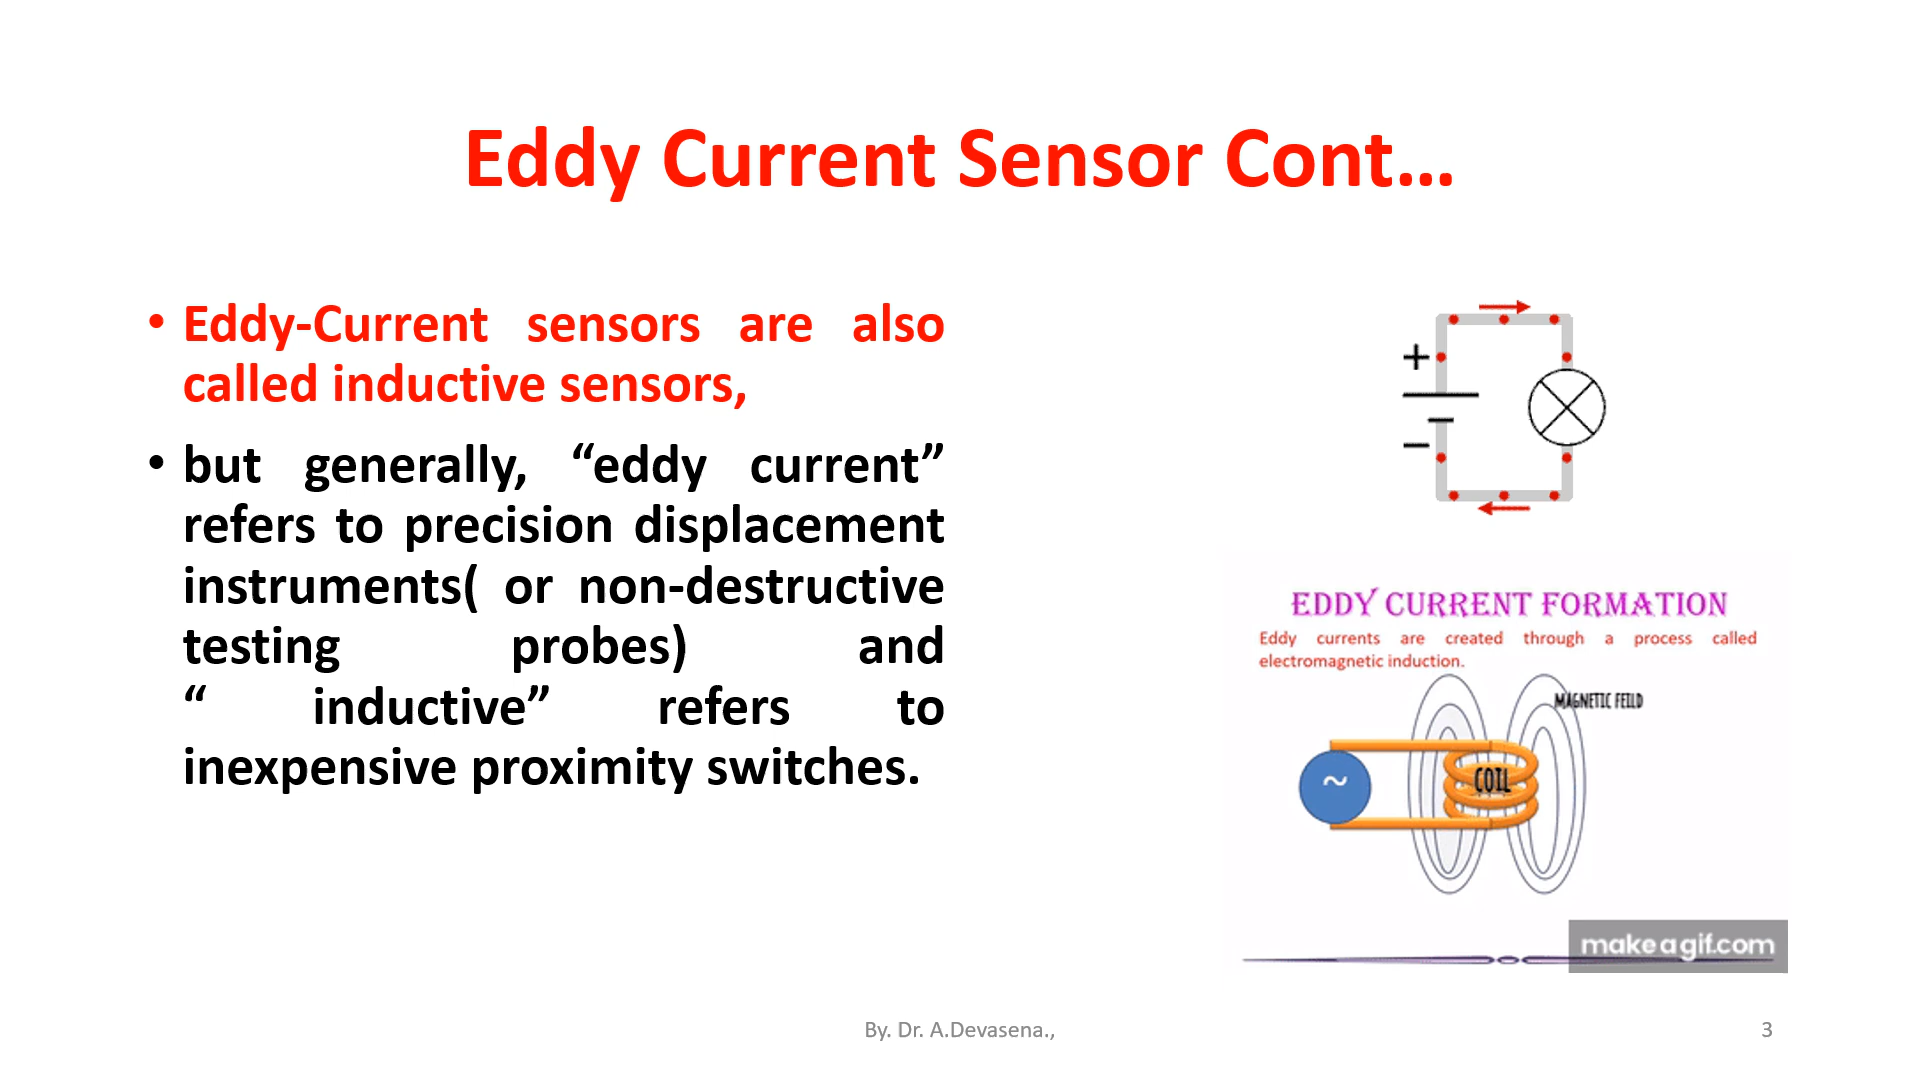 Eddy Current Sensor Cont...
• Eddy-Current sensors are also
called inductive sensors,
• but generally, “eddy current”
refers to precision displacement
instruments( or non-destructive
testing probes) and
“ inductive” refers to
inexpensive proximity switches.
+
−
EDDY CURRENT FORMATION
Eddy currents are created through a process called
electromagnetic induction.
MAGNETIC FEILD
~
COIL
makeagif.com
By. Dr. A.Devasena.,
3